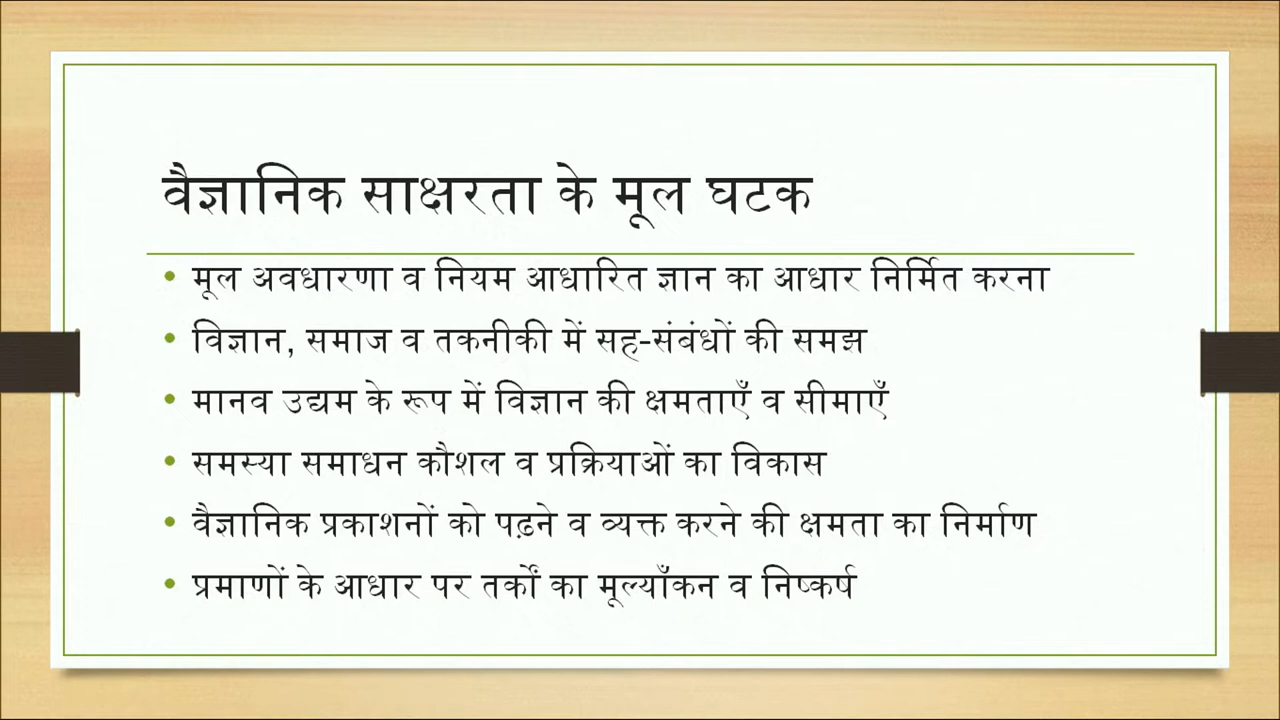 वैज्ञानिक साक्षरता के मूल घटक
• मूल अवधारणा व नियम आधारित ज्ञान का आधार निर्मित करना
• विज्ञान, समाज व तकनीकी में सह-संबंधों की समझ
• मानव उद्यम के रूप में विज्ञान की क्षमताएँ व सीमाएँ
• समस्या समाधन कौशल व प्रक्रियाओं का विकास
• वैज्ञानिक प्रकाशनों को पढ़ने व व्यक्त करने की क्षमता का निर्माण
• प्रमाणों के आधार पर तर्कों का मूल्याँकन व निष्कर्ष